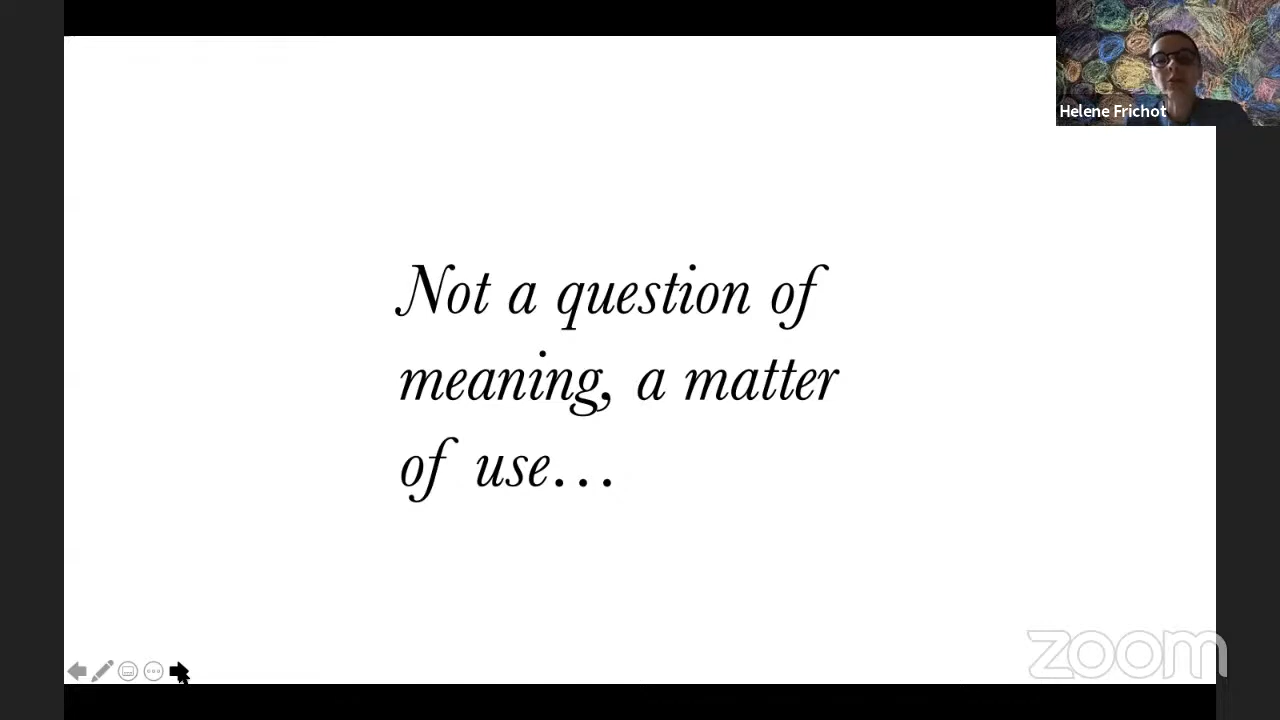 Helene Frichot
Not a question of
meaning, a matter
of use...
zoom